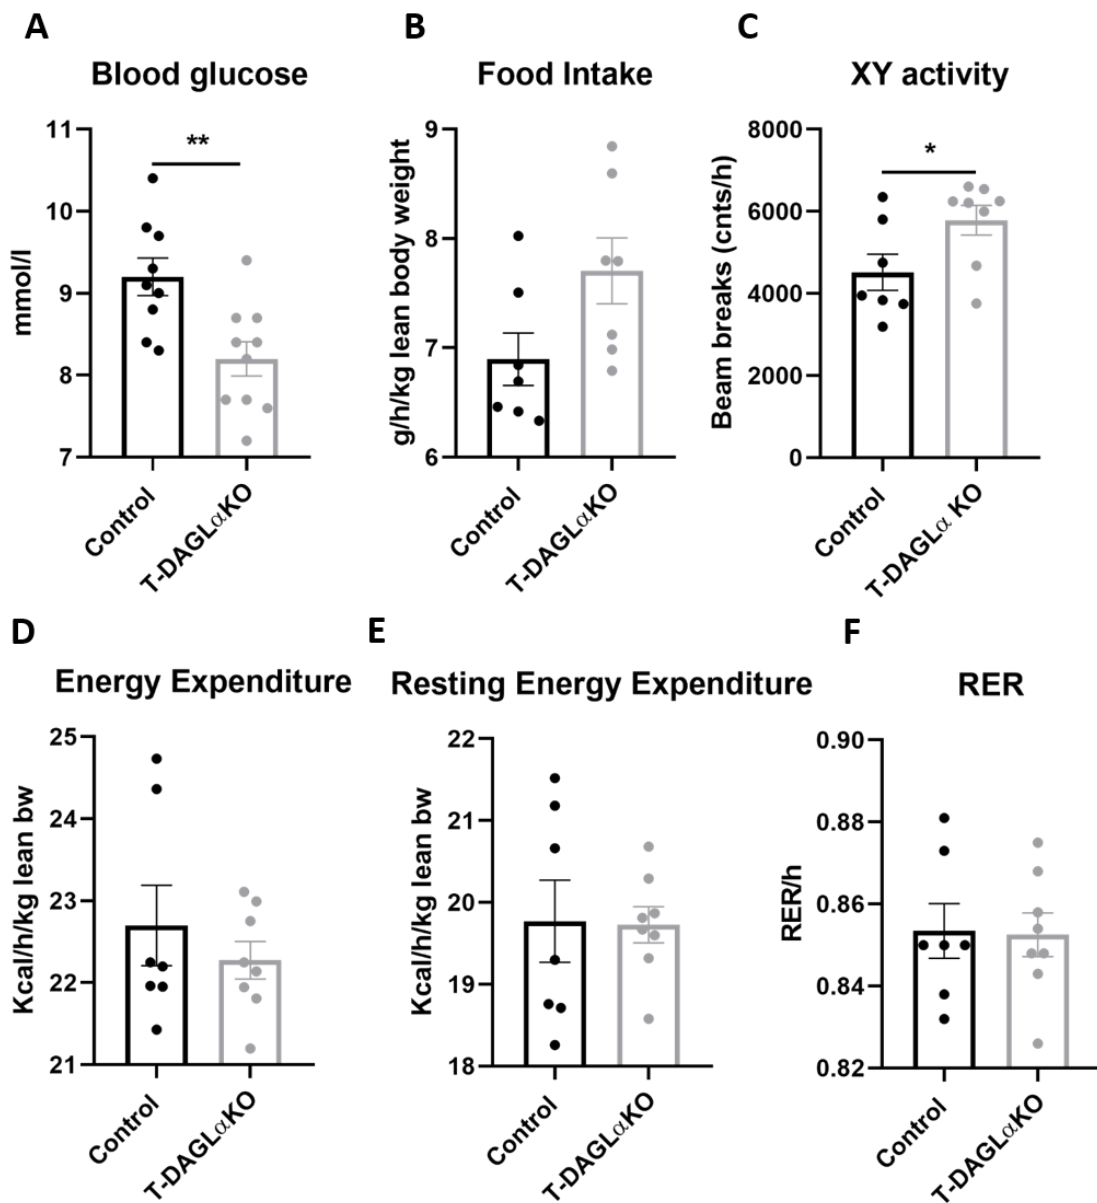 A
Blood glucose
mmol/l
11
10
9
8
7
**
Control
T-DAGLαKO
B
Food Intake
g/h/kg lean body weight
9
8
7
6
Control
T-DAGLαKO
C
XY activity
Beam breaks (cnts/h)
8000
6000
4000
2000
0
*
Control
T-DAGLα KO
D
Energy Expenditure
Kcal/h/kg lean bw
25
24
23
22
21
Control
T-DAGLαKO
E
Resting Energy Expenditure
Kcal/h/kg lean bw
22
21
20
19
18
Control
T-DAGLαKO
F
RER
RER/h
0.90
0.88
0.86
0.84
0.82
Control
T-DAGLαKO